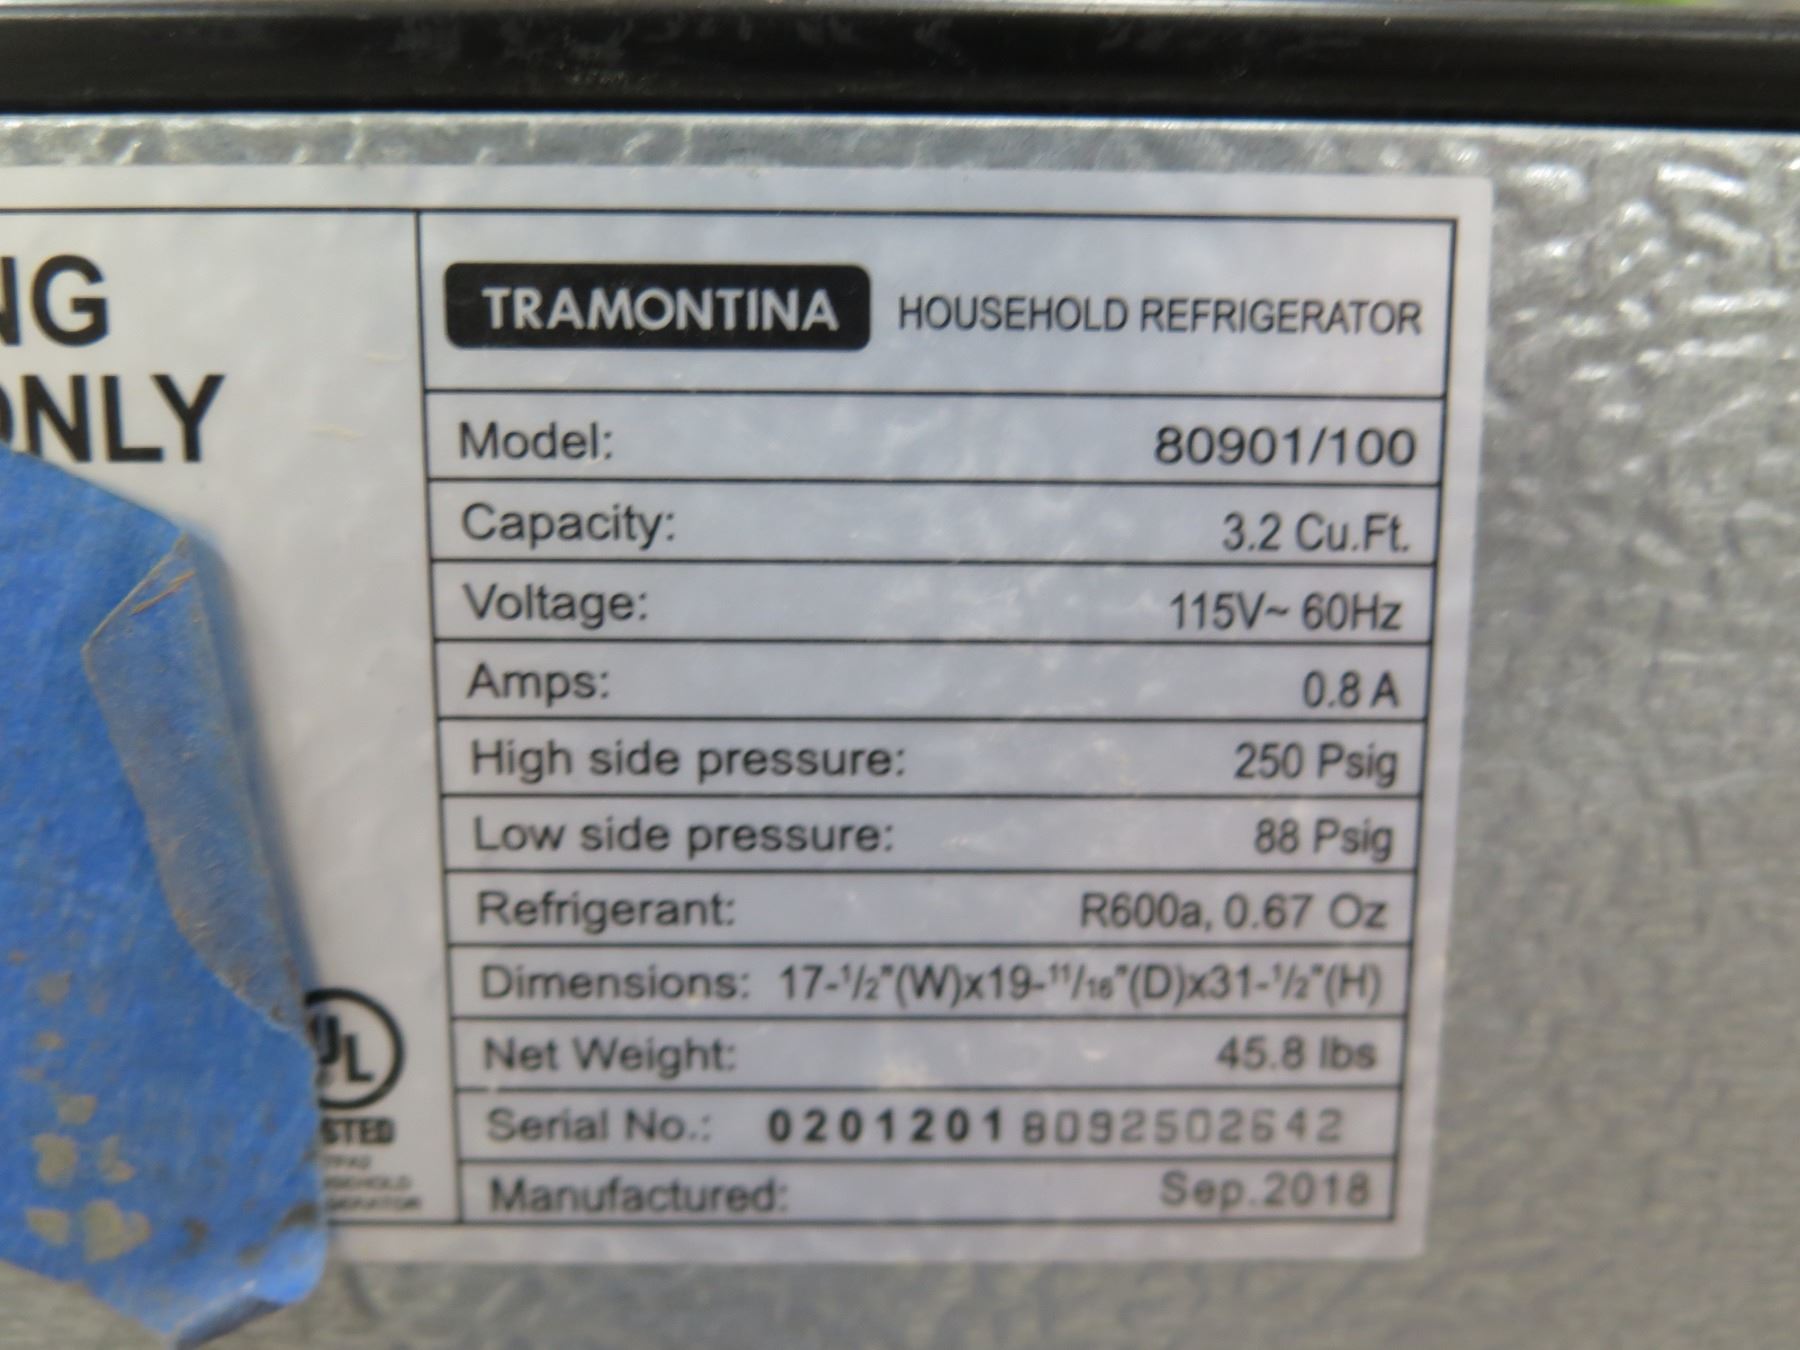 NG
ONLY
TRAMONTINA HOUSEHOLD REFRIGERATOR
Model: 80901/100
Capacity: 3.2 Cu.Ft.
Voltage: 115V~ 60Hz
Amps: 0.8 A
High side pressure: 250 Psig
Low side pressure: 88 Psig
Refrigerant: R600a, 0.67 Oz
Dimensions: 17-1/2"(W)x19-11/16"(D)x31-1/2"(H)
Net Weight: 45.8 lbs
Serial No.: 0201201 8092502642
Manufactured: Sep.2018
UL